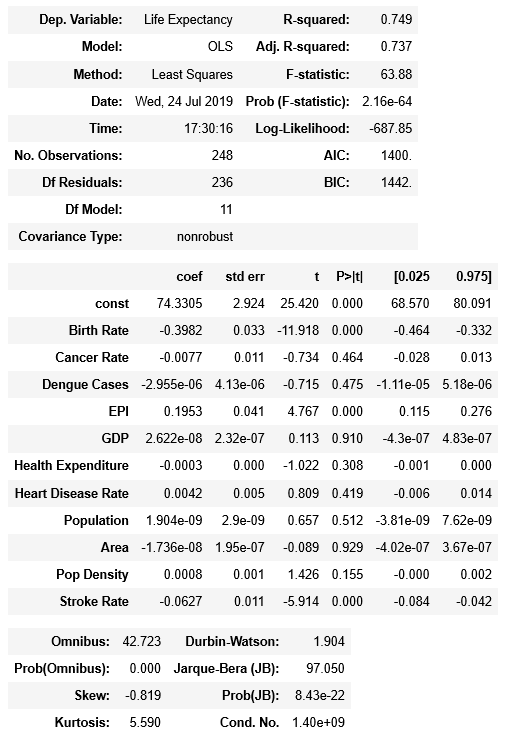 Dep. Variable: Life Expectancy R-squared: 0.749
Model: OLS Adj. R-squared: 0.737
Method: Least Squares F-statistic: 63.88
Date: Wed, 24 Jul 2019 Prob (F-statistic): 2.16e-64
Time: 17:30:16 Log-Likelihood: -687.85
No. Observations: 248 AIC: 1400.
Df Residuals: 236 BIC: 1442.
Df Model: 11
Covariance Type: nonrobust
coef std err t P>|t| [0.025 0.975]
const 74.3305 2.924 25.420 0.000 68.570 80.091
Birth Rate -0.3982 0.033 -11.918 0.000 -0.464 -0.332
Cancer Rate -0.0077 0.011 -0.734 0.464 -0.028 0.013
Dengue Cases -2.955e-06 4.13e-06 -0.715 0.475 -1.11e-05 5.18e-06
EPI 0.1953 0.041 4.767 0.000 0.115 0.276
GDP 2.622e-08 2.32e-07 0.113 0.910 -4.3e-07 4.83e-07
Health Expenditure -0.0003 0.000 -1.022 0.308 -0.001 0.000
Heart Disease Rate 0.0042 0.005 0.809 0.419 -0.006 0.014
Population 1.904e-09 2.9e-09 0.657 0.512 -3.81e-09 7.62e-09
Area -1.736e-08 1.95e-07 -0.089 0.929 -4.02e-07 3.67e-07
Pop Density 0.0008 0.001 1.426 0.155 -0.000 0.002
Stroke Rate -0.0627 0.011 -5.914 0.000 -0.084 -0.042
Omnibus: 42.723 Durbin-Watson: 1.904
Prob(Omnibus): 0.000 Jarque-Bera (JB): 97.050
Skew: -0.819 Prob(JB): 8.43e-22
Kurtosis: 5.590 Cond. No. 1.40e+09